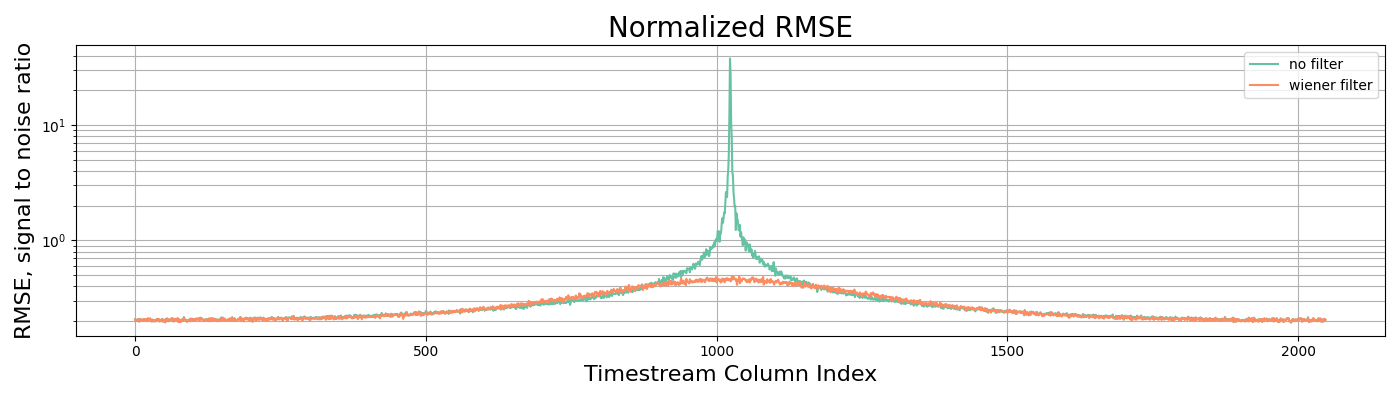 Normalized RMSE
RMSE, signal to noise ratio
10¹
10⁰
no filter
wiener filter
0
500
1000
1500
2000
Timestream Column Index